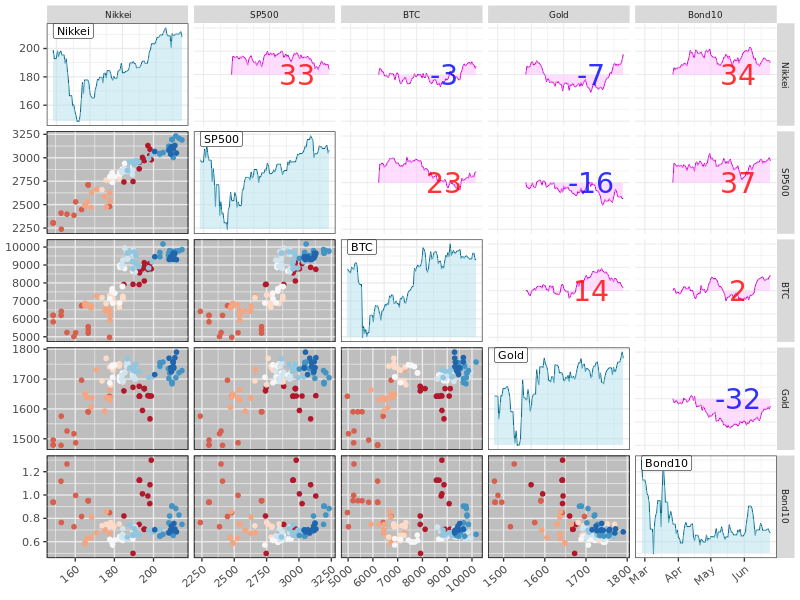 Nikkei SP500 BTC Gold Bond10
Nikkei
200
180
160
33
-3
-7
34
Nikkei
SP500
3250
3000
2750
2500
2250
23
-16
37
SP500
BTC
10000
9000
8000
7000
6000
5000
14
2
BTC
Gold
1800
1700
1600
1500
-32
Gold
Bond10
1.2
1.0
0.8
0.6
Bond10
160 180 200 2250 2500 2750 3000 3250 5000 6000 7000 8000 9000 10000 1500 1600 1700 1800 Mar Apr May Jun